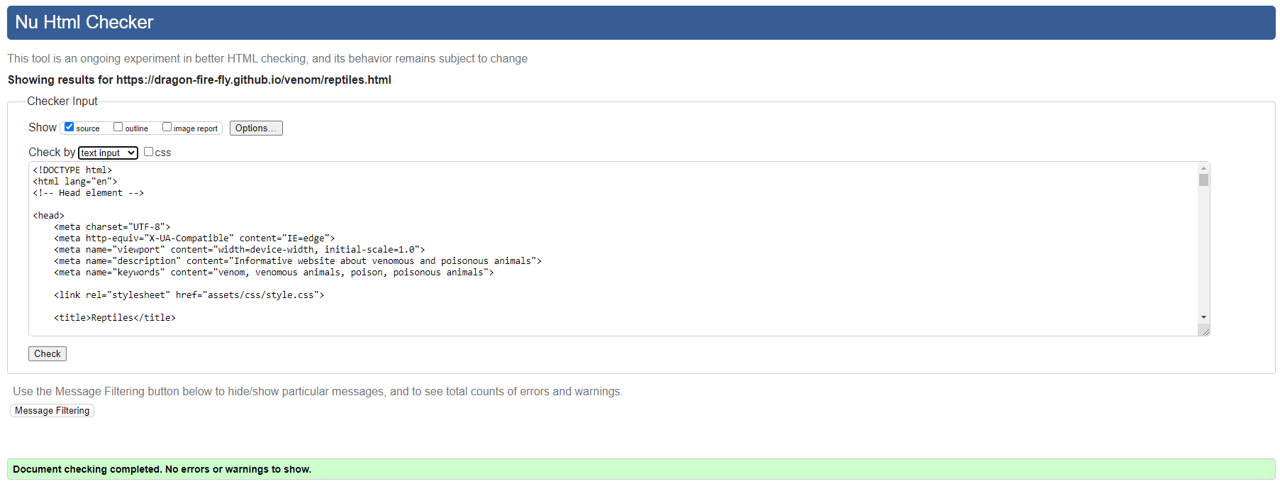 Nu Html Checker
This tool is an ongoing experiment in better HTML checking, and its behavior remains subject to change
Showing results for https://dragon-fire-fly.github.io/venom/reptiles.html
Checker Input
Show source outline image report Options...
Check by text input css
<!DOCTYPE html>
<html lang="en">
<!-- Head element -->
<head>
<meta charset="UTF-8">
<meta http-equiv="X-UA-Compatible" content="IE=edge">
<meta name="viewport" content="width=device-width, initial-scale=1.0">
<meta name="description" content="Informative website about venomous and poisonous animals">
<meta name="keywords" content="venom, venomous animals, poison, poisonous animals">
<link rel="stylesheet" href="assets/css/style.css">
<title>Reptiles</title>
Check
Use the Message Filtering button below to hide/show particular messages, and to see total counts of errors and warnings.
Message Filtering
Document checking completed. No errors or warnings to show.